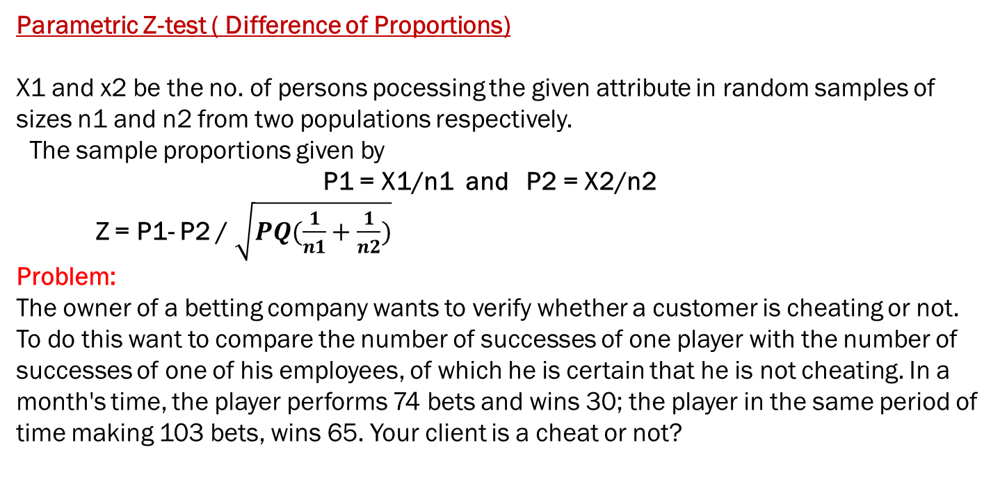 Parametric Z-test ( Difference of Proportions)
X1 and x2 be the no. of persons pocessing the given attribute in random samples of
sizes n1 and n2 from two populations respectively.
The sample proportions given by
P1 = X1/n1 and P2 = X2/n2
Z = P1- P2 / √PQ(1/n1 + 1/n2)
Problem:
The owner of a betting company wants to verify whether a customer is cheating or not.
To do this want to compare the number of successes of one player with the number of
successes of one of his employees, of which he is certain that he is not cheating. In a
month's time, the player performs 74 bets and wins 30; the player in the same period of
time making 103 bets, wins 65. Your client is a cheat or not?